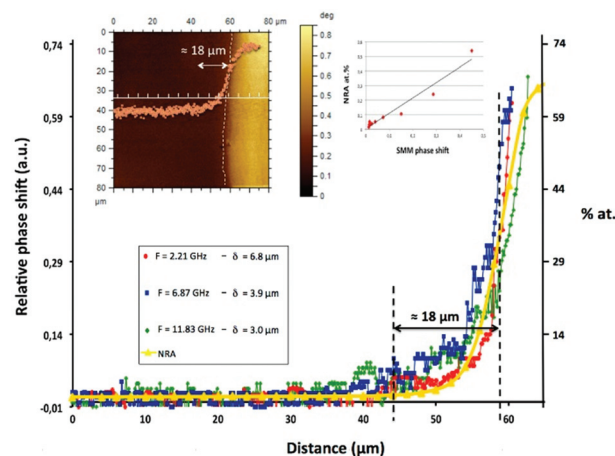 0 20 40 60 80 µm
deg
0
10
20
30
40
50
60
70
80
µm
≈ 18 µm
0.8
0.7
0.6
0.5
0.4
0.3
0.2
0.1
0.0
NRA at.%
SMM phase shift
Relative phase shift (a.u.)
0,74
0,59
0,44
0,29
0,14
-0,01
74
59
44
29
14
% at.
F = 2.21 GHz – δ = 6.8 µm
F = 6.87 GHz – δ = 3.9 µm
F = 11.83 GHz – δ = 3.0 µm
NRA
≈ 18 µm
0 10 20 30 40 50 60
Distance (µm)